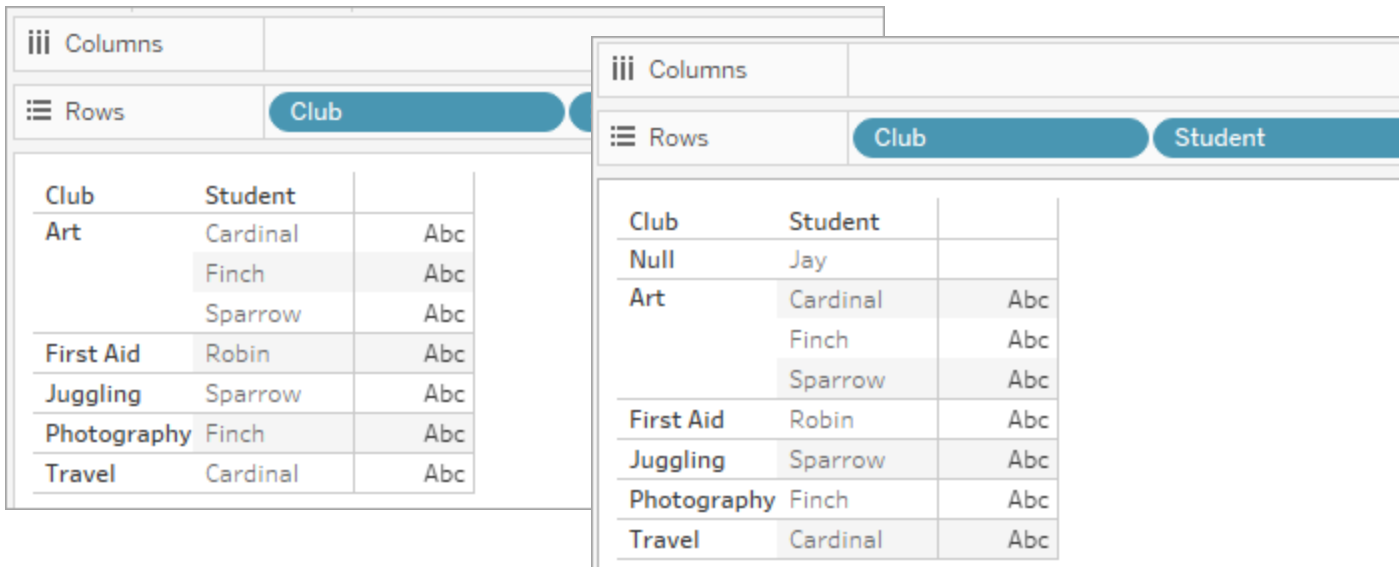 Columns
Rows Club
Club Student
Art Cardinal Abc
Finch Abc
Sparrow Abc
First Aid Robin Abc
Juggling Sparrow Abc
Photography Finch Abc
Travel Cardinal Abc
Columns
Rows Club Student
Club Student
Null Jay
Art Cardinal Abc
Finch Abc
Sparrow Abc
First Aid Robin Abc
Juggling Sparrow Abc
Photography Finch Abc
Travel Cardinal Abc